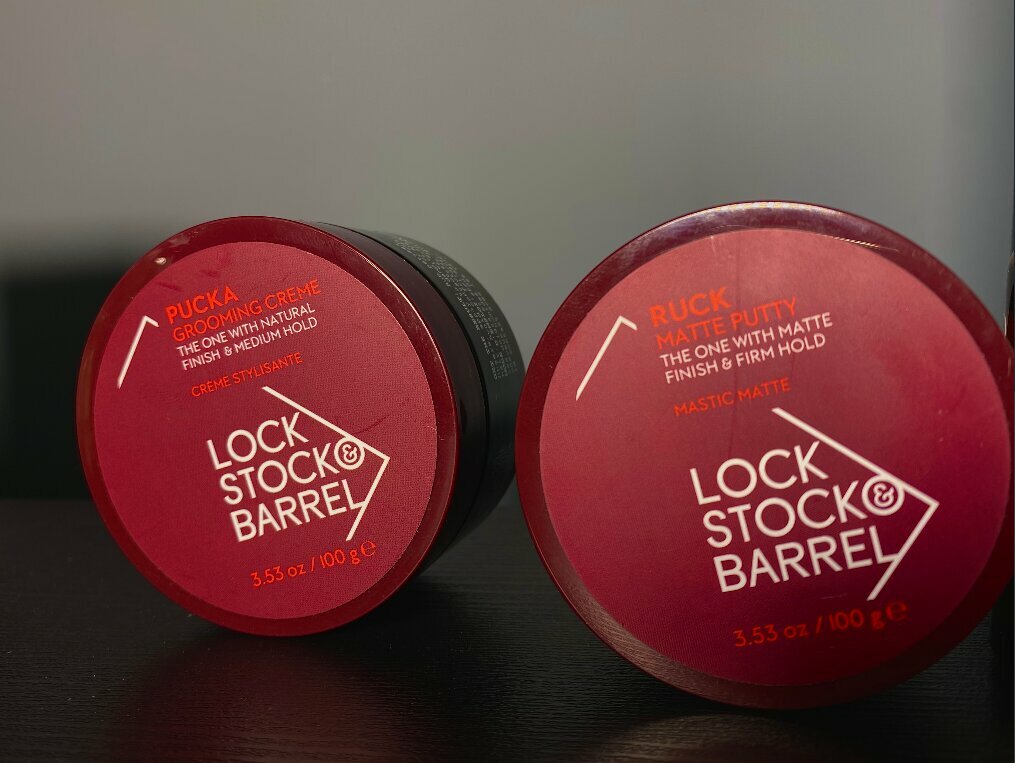 PUCKA
GROOMING CREME
THE ONE WITH NATURAL
FINISH & MEDIUM HOLD
CRÈME STYLISANTE
LOCK
STOCK &
BARREL
3.53 oz / 100 g e
RUCK
MATTE PUTTY
THE ONE WITH MATTE
FINISH & FIRM HOLD
MASTIC MATTE
LOCK
STOCK &
BARREL
3.53 oz / 100 g e